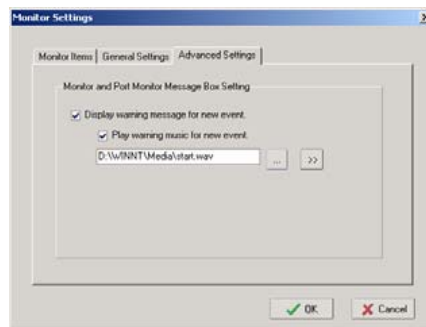 Monitor Settings
Monitor Items General Settings Advanced Settings
Monitor and Port Monitor Message Box Setting
Display warning message for new event.
Play warning music for new event.
D:\WINNT\Media\start.wav ... >>
OK Cancel